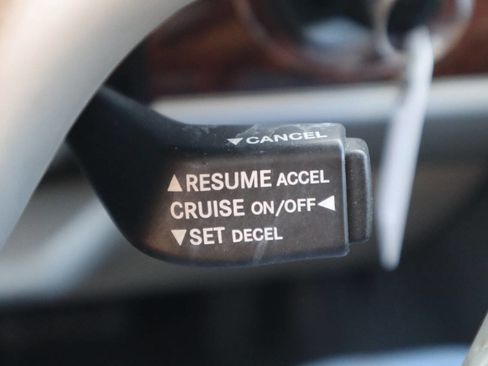 ▼CANCEL
▲RESUME ACCEL
CRUISE ON/OFF◄
▼SET DECEL